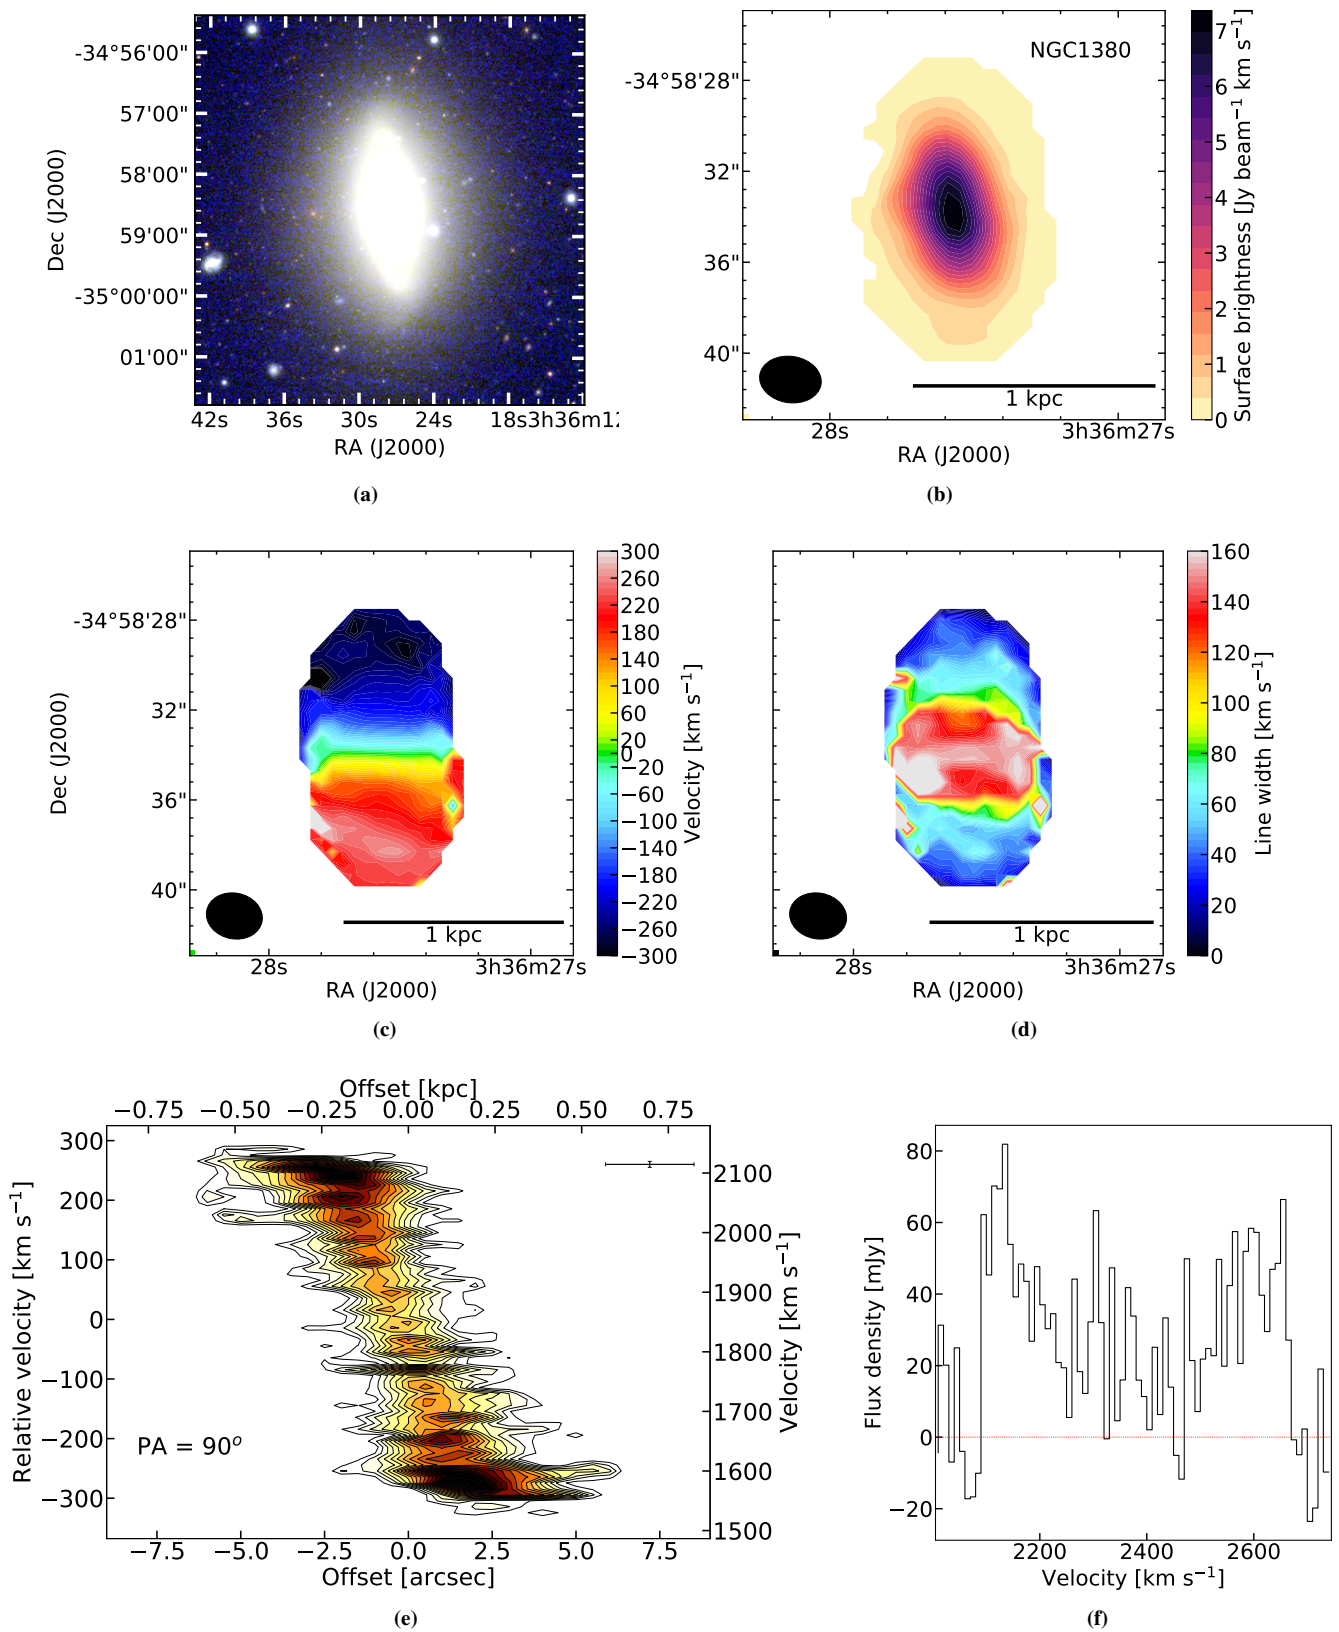 -34°56'00"
57'00"
58'00"
59'00"
-35°00'00"
01'00"
Dec (J2000)
42s 36s 30s 24s 18s3h36m12
RA (J2000)
(a)
NGC1380
-34°58'28"
32"
36"
40"
1 kpc
28s 3h36m27s
RA (J2000)
7
6
5
4
3
2
1
0
Surface brightness [Jy beam⁻¹ km s⁻¹]
(b)
-34°58'28"
32"
36"
40"
Dec (J2000)
1 kpc
28s 3h36m27s
RA (J2000)
300
260
220
180
140
100
60
20
0
−20
−60
−100
−140
−180
−220
−260
−300
Velocity [km s⁻¹]
(c)
1 kpc
28s 3h36m27s
RA (J2000)
160
140
120
100
80
60
40
20
0
Line width [km s⁻¹]
(d)
Offset [kpc]
−0.75 −0.50 −0.25 0.00 0.25 0.50 0.75
300
200
100
0
−100
−200
−300
Relative velocity [km s⁻¹]
PA = 90°
2100
2000
1900
1800
1700
1600
1500
Velocity [km s⁻¹]
−7.5 −5.0 −2.5 0.0 2.5 5.0 7.5
Offset [arcsec]
(e)
80
60
40
20
0
−20
Flux density [mJy]
2200 2400 2600
Velocity [km s⁻¹]
(f)